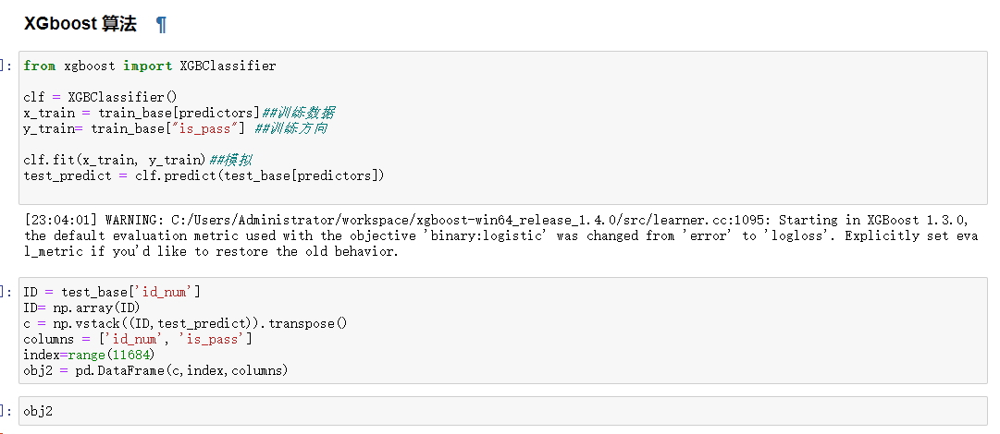 XGboost 算法 ¶
]: from xgboost import XGBClassifier
clf = XGBClassifier()
x_train = train_base[predictors]##训练数据
y_train= train_base["is_pass"] ##训练方向
clf.fit(x_train, y_train)##模拟
test_predict = clf.predict(test_base[predictors])
[23:04:01] WARNING: C:/Users/Administrator/workspace/xgboost-win64_release_1.4.0/src/learner.cc:1095: Starting in XGBoost 1.3.0,
the default evaluation metric used with the objective 'binary:logistic' was changed from 'error' to 'logloss'. Explicitly set eva
l_metric if you'd like to restore the old behavior.
]: ID = test_base['id_num']
ID= np.array(ID)
c = np.vstack((ID,test_predict)).transpose()
columns = ['id_num', 'is_pass']
index=range(11684)
obj2 = pd.DataFrame(c,index,columns)
]: obj2